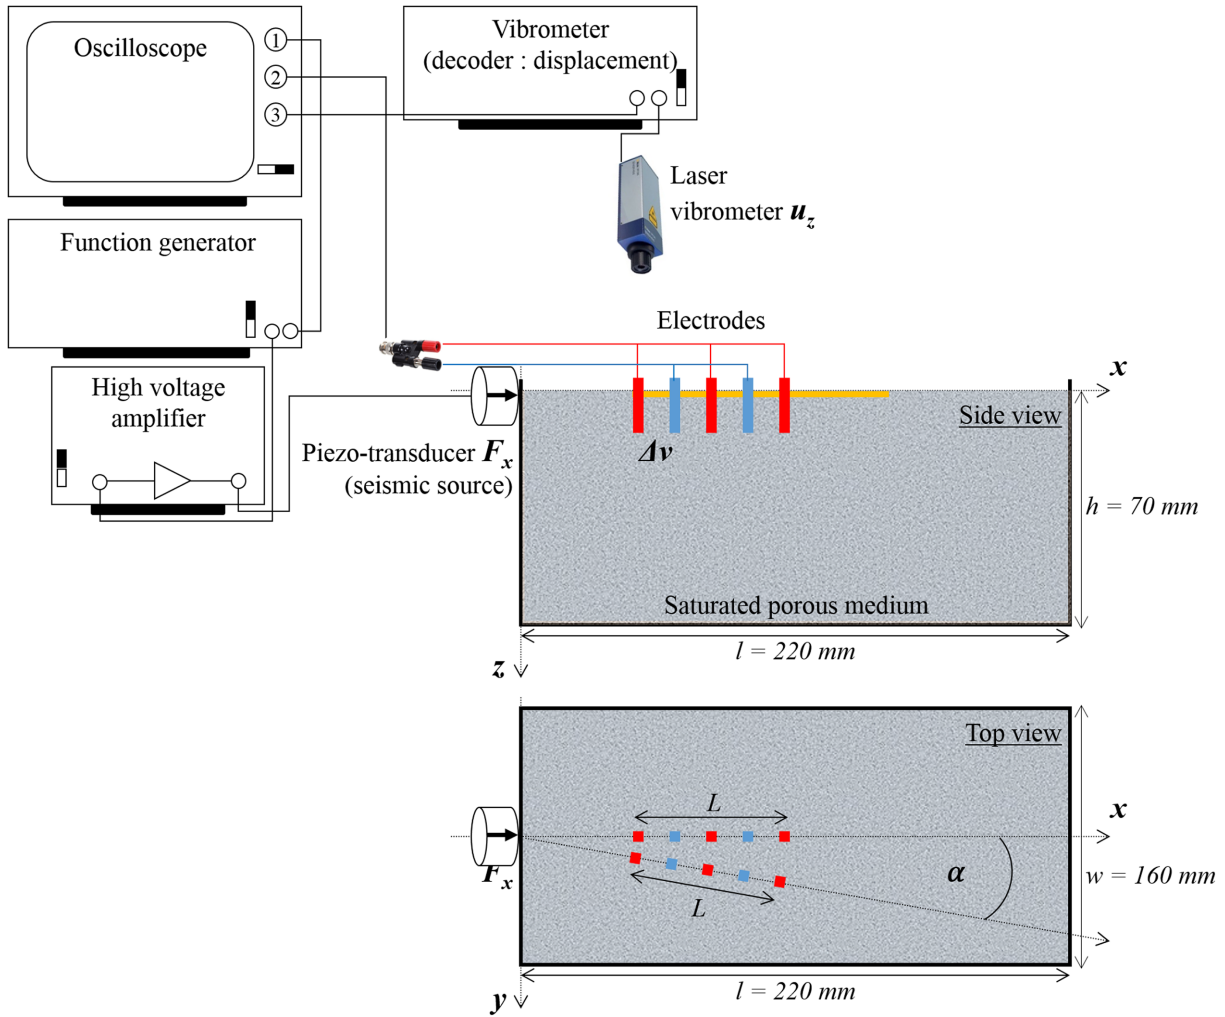 Oscilloscope
1
2
3
Vibrometer
(decoder : displacement)
Laser
vibrometer u_z
Function generator
Electrodes
High voltage
amplifier
x
Side view
Piezo-transducer F_x
(seismic source)
Δv
h = 70 mm
Saturated porous medium
l = 220 mm
z
Top view
L
x
F_x
α
w = 160 mm
L
l = 220 mm
y